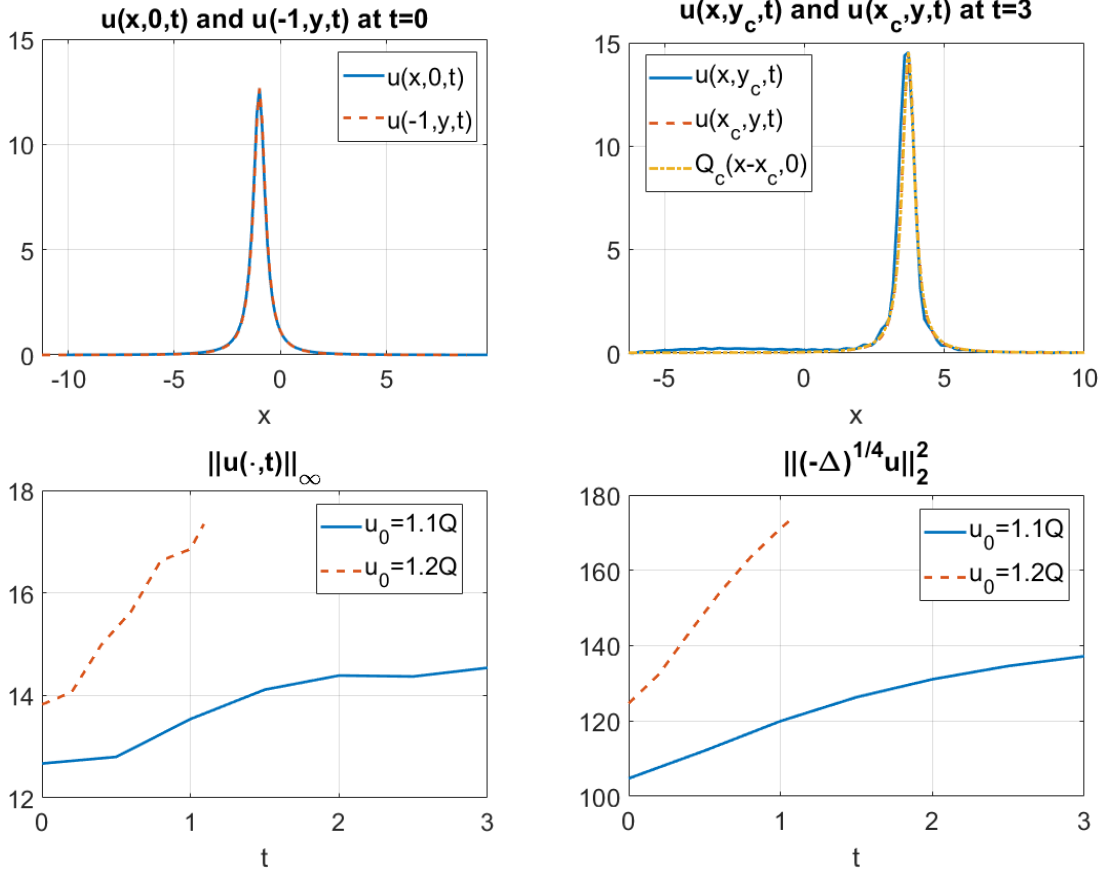 u(x,0,t) and u(-1,y,t) at t=0
15
10
5
0
-10
-5
0
5
x
u(x,0,t)
u(-1,y,t)
u(x,y_c,t) and u(x_c,y,t) at t=3
15
10
5
0
-5
0
5
10
x
u(x,y_c,t)
u(x_c,y,t)
Q_c(x-x_c,0)
||u(·,t)||_∞
18
16
14
12
0
1
2
3
t
u_0=1.1Q
u_0=1.2Q
||(-Δ)^{1/4}u||_2^2
180
160
140
120
100
0
1
2
3
t
u_0=1.1Q
u_0=1.2Q